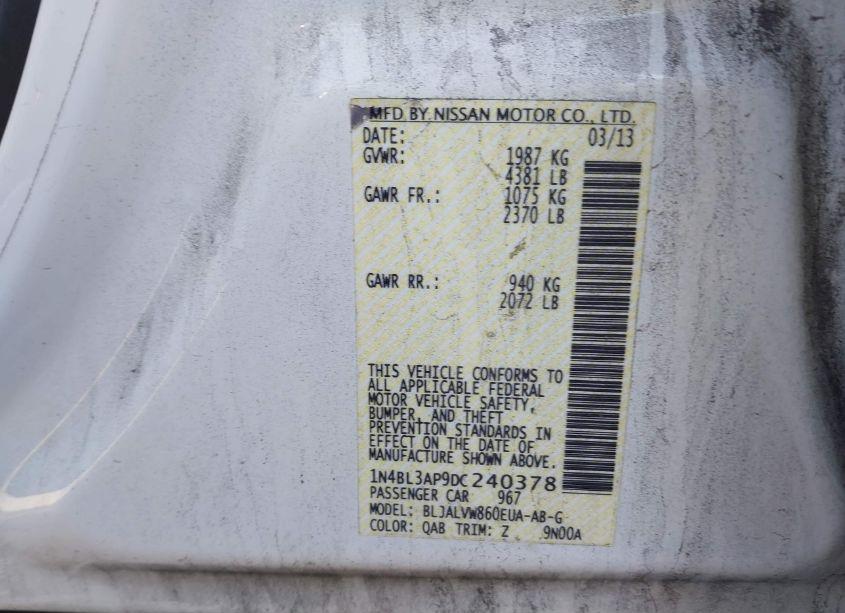 MFD BY NISSAN MOTOR CO., LTD.
DATE: 03/13
GVWR: 1987 KG
4381 LB
GAWR FR.: 1075 KG
2370 LB
GAWR RR.: 940 KG
2072 LB
THIS VEHICLE CONFORMS TO
ALL APPLICABLE FEDERAL
MOTOR VEHICLE SAFETY,
BUMPER, AND THEFT
PREVENTION STANDARDS IN
EFFECT ON THE DATE OF
MANUFACTURE SHOWN ABOVE.
1N4BL3AP9DC240378
PASSENGER CAR 967
MODEL: BLJALVW860EUA-AB-G
COLOR: QAB TRIM: Z 9N00A